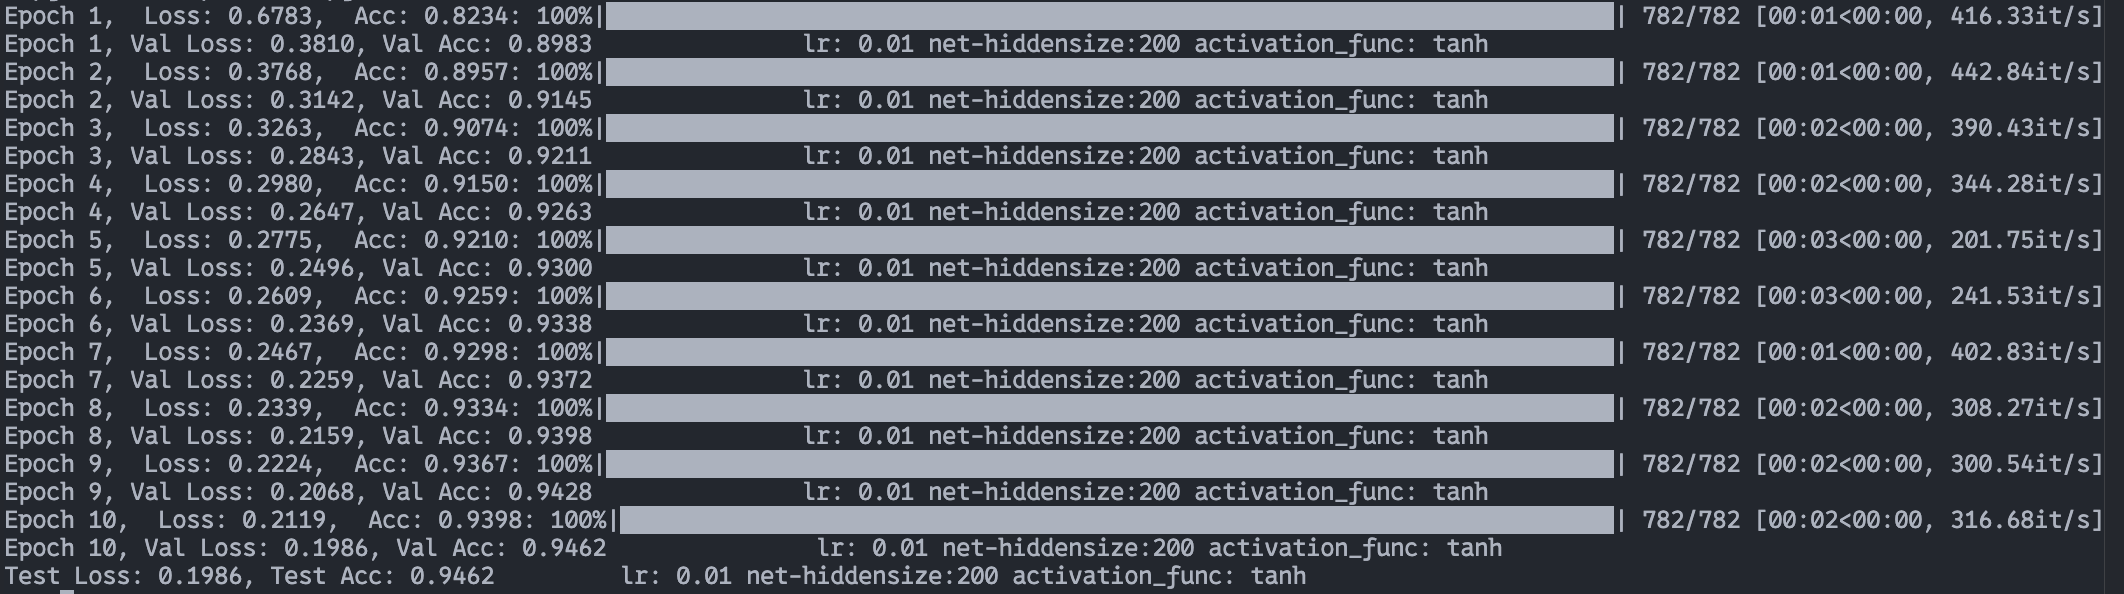 Epoch 1,  Loss: 0.6783,  Acc: 0.8234: 100%|██████████| 782/782 [00:01<00:00, 416.33it/s]
Epoch 1, Val Loss: 0.3810, Val Acc: 0.8983               lr: 0.01 net-hiddensize:200 activation_func: tanh
Epoch 2,  Loss: 0.3768,  Acc: 0.8957: 100%|██████████| 782/782 [00:01<00:00, 442.84it/s]
Epoch 2, Val Loss: 0.3142, Val Acc: 0.9145               lr: 0.01 net-hiddensize:200 activation_func: tanh
Epoch 3,  Loss: 0.3263,  Acc: 0.9074: 100%|██████████| 782/782 [00:02<00:00, 390.43it/s]
Epoch 3, Val Loss: 0.2843, Val Acc: 0.9211               lr: 0.01 net-hiddensize:200 activation_func: tanh
Epoch 4,  Loss: 0.2980,  Acc: 0.9150: 100%|██████████| 782/782 [00:02<00:00, 344.28it/s]
Epoch 4, Val Loss: 0.2647, Val Acc: 0.9263               lr: 0.01 net-hiddensize:200 activation_func: tanh
Epoch 5,  Loss: 0.2775,  Acc: 0.9210: 100%|██████████| 782/782 [00:03<00:00, 201.75it/s]
Epoch 5, Val Loss: 0.2496, Val Acc: 0.9300               lr: 0.01 net-hiddensize:200 activation_func: tanh
Epoch 6,  Loss: 0.2609,  Acc: 0.9259: 100%|██████████| 782/782 [00:03<00:00, 241.53it/s]
Epoch 6, Val Loss: 0.2369, Val Acc: 0.9338               lr: 0.01 net-hiddensize:200 activation_func: tanh
Epoch 7,  Loss: 0.2467,  Acc: 0.9298: 100%|██████████| 782/782 [00:01<00:00, 402.83it/s]
Epoch 7, Val Loss: 0.2259, Val Acc: 0.9372               lr: 0.01 net-hiddensize:200 activation_func: tanh
Epoch 8,  Loss: 0.2339,  Acc: 0.9334: 100%|██████████| 782/782 [00:02<00:00, 308.27it/s]
Epoch 8, Val Loss: 0.2159, Val Acc: 0.9398               lr: 0.01 net-hiddensize:200 activation_func: tanh
Epoch 9,  Loss: 0.2224,  Acc: 0.9367: 100%|██████████| 782/782 [00:02<00:00, 300.54it/s]
Epoch 9, Val Loss: 0.2068, Val Acc: 0.9428               lr: 0.01 net-hiddensize:200 activation_func: tanh
Epoch 10,  Loss: 0.2119,  Acc: 0.9398: 100%|██████████| 782/782 [00:02<00:00, 316.68it/s]
Epoch 10, Val Loss: 0.1986, Val Acc: 0.9462               lr: 0.01 net-hiddensize:200 activation_func: tanh
Test Loss: 0.1986, Test Acc: 0.9462         lr: 0.01 net-hiddensize:200 activation_func: tanh